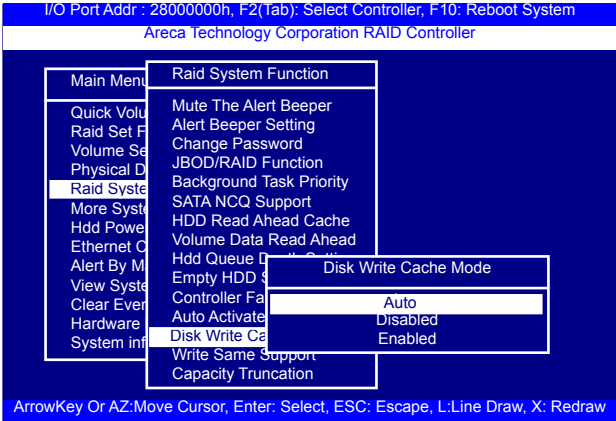 I/O Port Addr : 28000000h, F2(Tab): Select Controller, F10: Reboot System
Areca Technology Corporation RAID Controller
Main Menu
Quick Volu
Raid Set F
Volume Se
Physical D
Raid Syste
More Syste
Hdd Powe
Ethernet C
Alert By M
View Syste
Clear Even
Hardware
System inf
Raid System Function
Mute The Alert Beeper
Alert Beeper Setting
Change Password
JBOD/RAID Function
Background Task Priority
SATA NCQ Support
HDD Read Ahead Cache
Volume Data Read Ahead
Hdd Queue Depth Setting
Empty HDD S
Controller Fa
Auto Activate
Disk Write Ca
Write Same Support
Capacity Truncation
Disk Write Cache Mode
Auto
Disabled
Enabled
ArrowKey Or AZ:Move Cursor, Enter: Select, ESC: Escape, L:Line Draw, X: Redraw